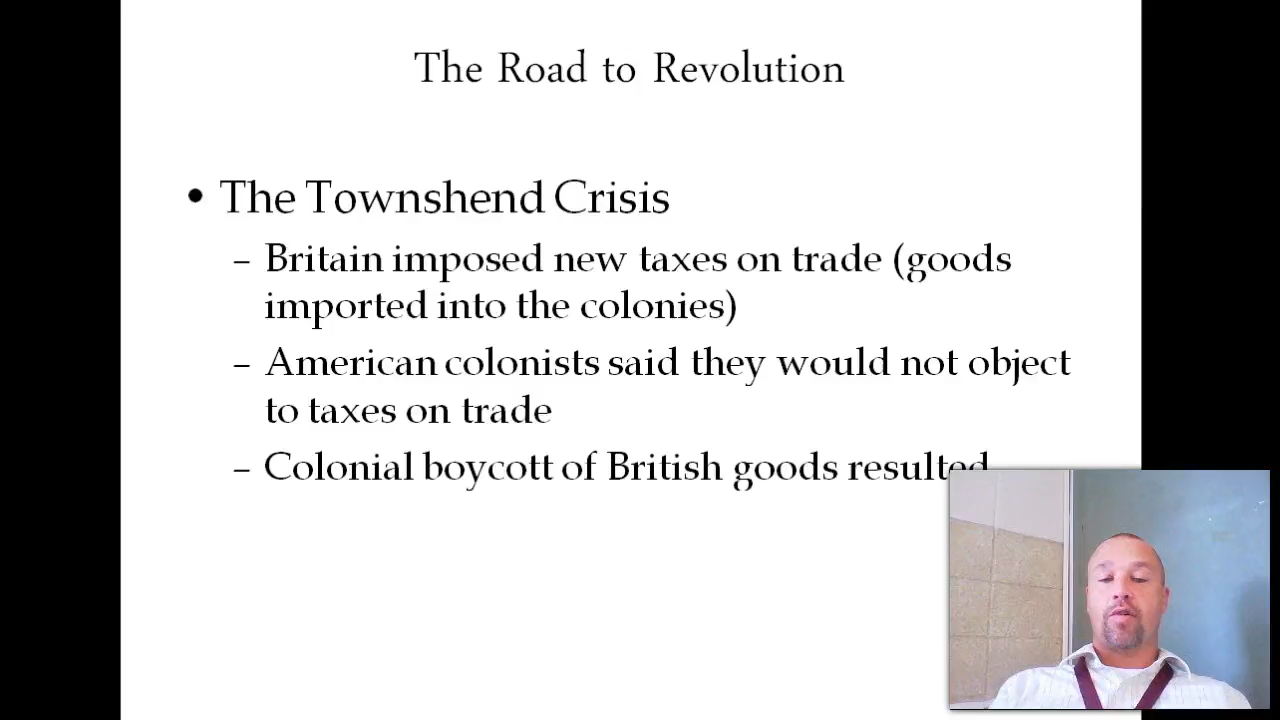 The Road to Revolution
• The Townshend Crisis
– Britain imposed new taxes on trade (goods
imported into the colonies)
– American colonists said they would not object
to taxes on trade
– Colonial boycott of British goods resulted